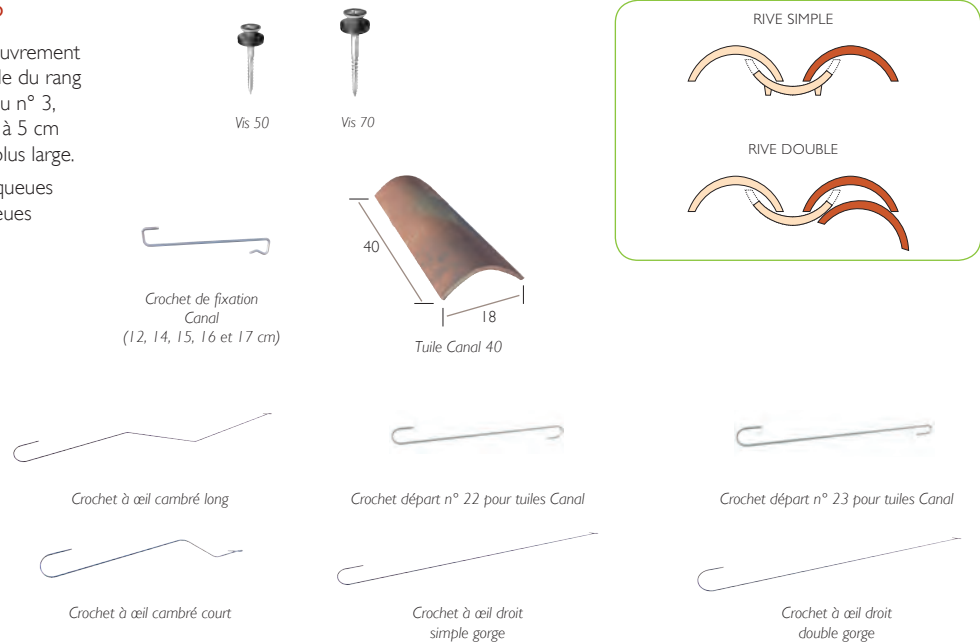 uvrement
le du rang
u n° 3,
à 5 cm
plus large.
queues
eues
Vis 50
Vis 70
RIVE SIMPLE
RIVE DOUBLE
Crochet de fixation
Canal
(12, 14, 15, 16 et 17 cm)
40
18
Tuile Canal 40
Crochet à œil cambré long
Crochet départ n° 22 pour tuiles Canal
Crochet départ n° 23 pour tuiles Canal
Crochet à œil cambré court
Crochet à œil droit
simple gorge
Crochet à œil droit
double gorge